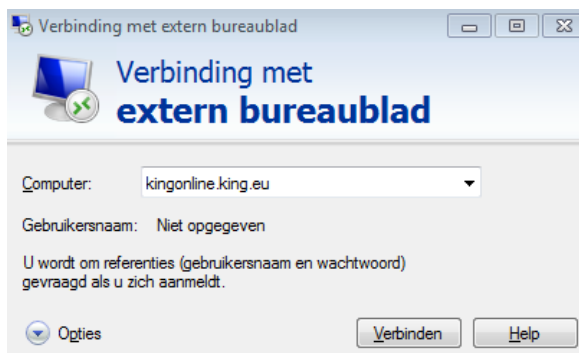 Verbinding met extern bureaublad
Verbinding met
extern bureaublad
Computer: kingonline.king.eu
Gebruikersnaam: Niet opgegeven
U wordt om referenties (gebruikersnaam en wachtwoord)
gevraagd als u zich aanmeldt.
Opties Verbinden Help